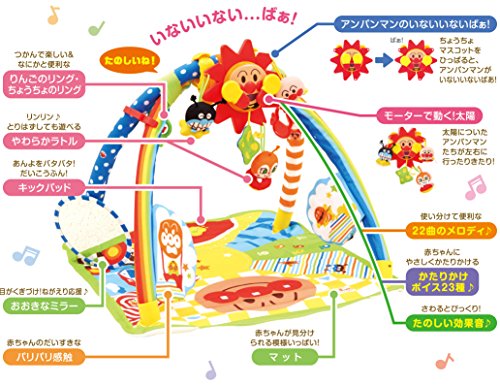 いないいない…ばぁ!
アンパンマンのいないいないばぁ!
ばぁ!
ちょうちょ
マスコットを
ひっぱると、
アンパンマンが
いないいないばぁ!
つかんで楽しい&
なにかと便利な
りんごのリング・
ちょうちょのリング
たのしいね!
リンリン♪
とりはずしても遊べる
やわらかラトル
モーターで動く!太陽
太陽についた
アンパンマン
たちが左右に
行ったりきたり!
あんよをバタバタ!
だいこうふん!
キックパッド
使い分けて便利な
22曲のメロディ♪
赤ちゃんに
やさしくかたりかける
かたりかけ
ボイス23種♪
さわるとびっくり!
たのしい効果音♪
目がくぎづけ!ねがえり応援♪
おおきなミラー
赤ちゃんのだいすきな
パリパリ感触
赤ちゃんが見分け
られる模様いっぱい!
マット